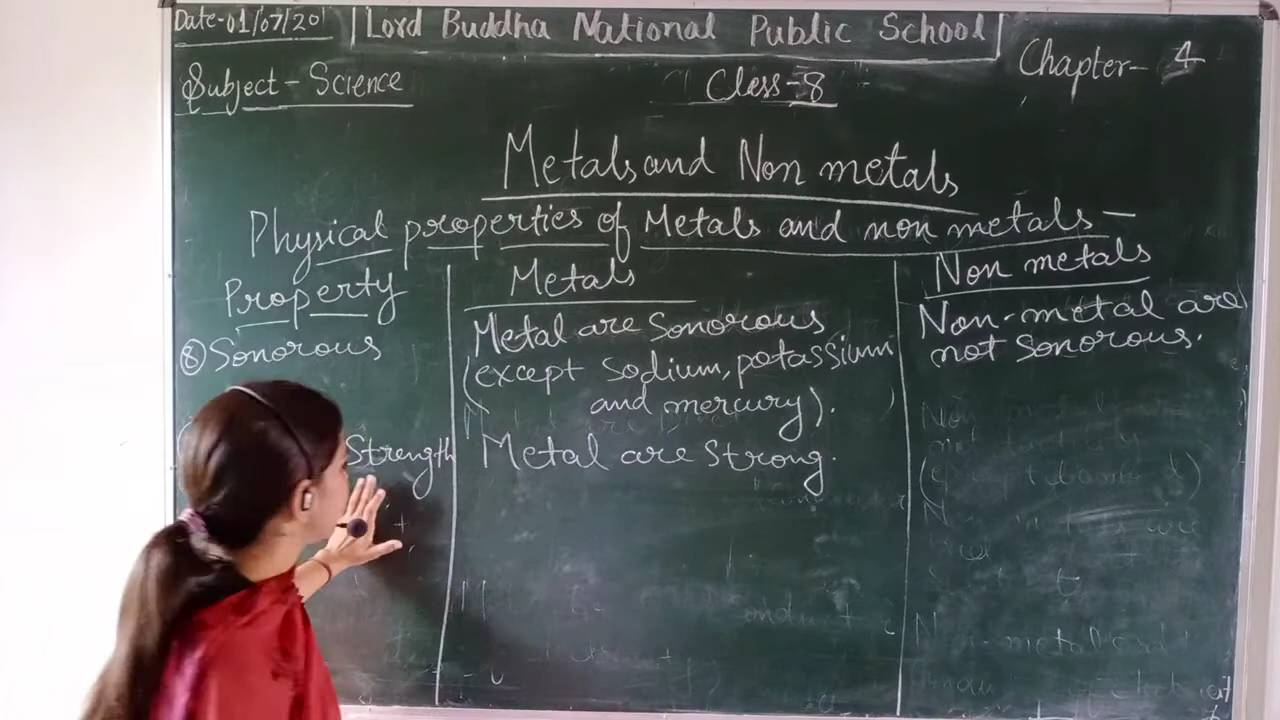 Date-01/07/20
Lord Buddha National Public School
Subject - Science
Class-8
Chapter- 4
Metals and Non metals
Physical properties of Metals and non metals -
Property
Metals
Non metals
⑧ Sonorous
Metal are Sonorous
(except Sodium, potassium
and mercury).
Non-metal are
not Sonorous.
Strength
Metal are Strong.